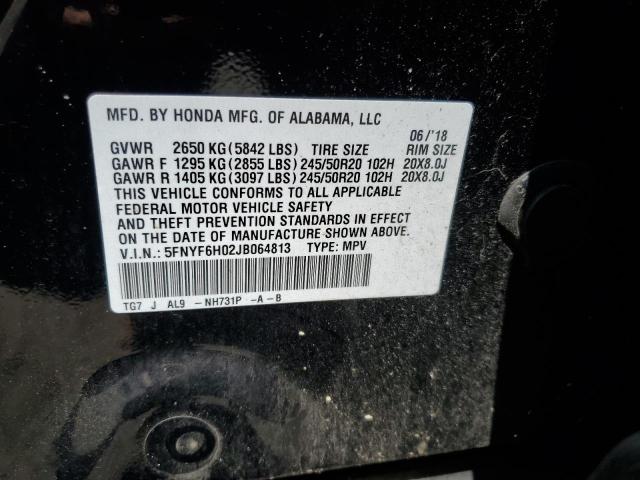 MFD. BY HONDA MFG. OF ALABAMA, LLC
06/'18
GVWR 2650 KG(5842 LBS) TIRE SIZE RIM SIZE
GAWR F 1295 KG(2855 LBS)245/50R20 102H 20X8.0J
GAWR R 1405 KG(3097 LBS)245/50R20 102H 20X8.0J
THIS VEHICLE CONFORMS TO ALL APPLICABLE
FEDERAL MOTOR VEHICLE SAFETY
AND THEFT PREVENTION STANDARDS IN EFFECT
ON THE DATE OF MANUFACTURE SHOWN ABOVE.
V.I.N.: 5FNYF6H02JB064813 TYPE: MPV
TG7 J AL9 - NH731P -A-B